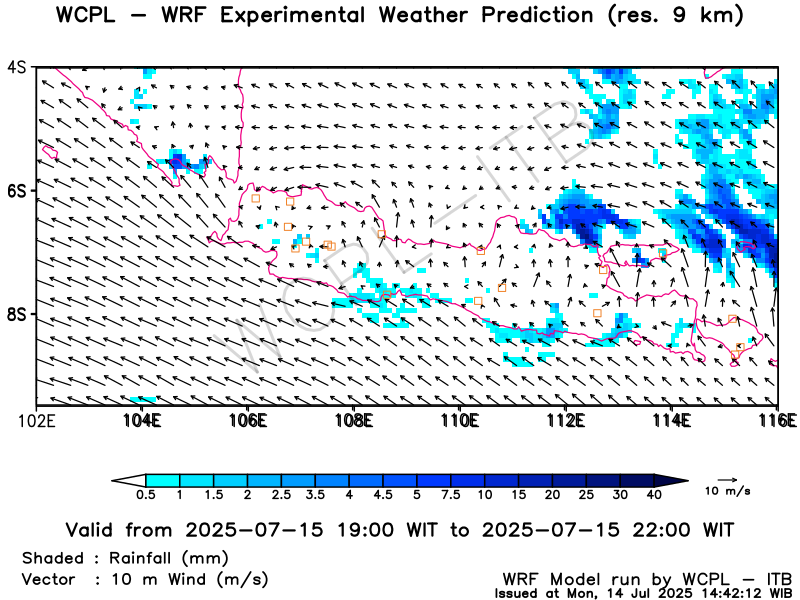 WCPL – WRF Experimental Weather Prediction (res. 9 km)
4S
6S
8S
WCPL-ITB
102E 104E 106E 108E 110E 112E 114E 116E
0.5 1 1.5 2 2.5 3.5 4 4.5 5 7.5 10 15 20 25 30 40
10 m/s
Valid from 2025-07-15 19:00 WIT to 2025-07-15 22:00 WIT
Shaded : Rainfall (mm)
Vector : 10 m Wind (m/s)
WRF Model run by WCPL – ITB
Issued at Mon, 14 Jul 2025 14:42:12 WIB